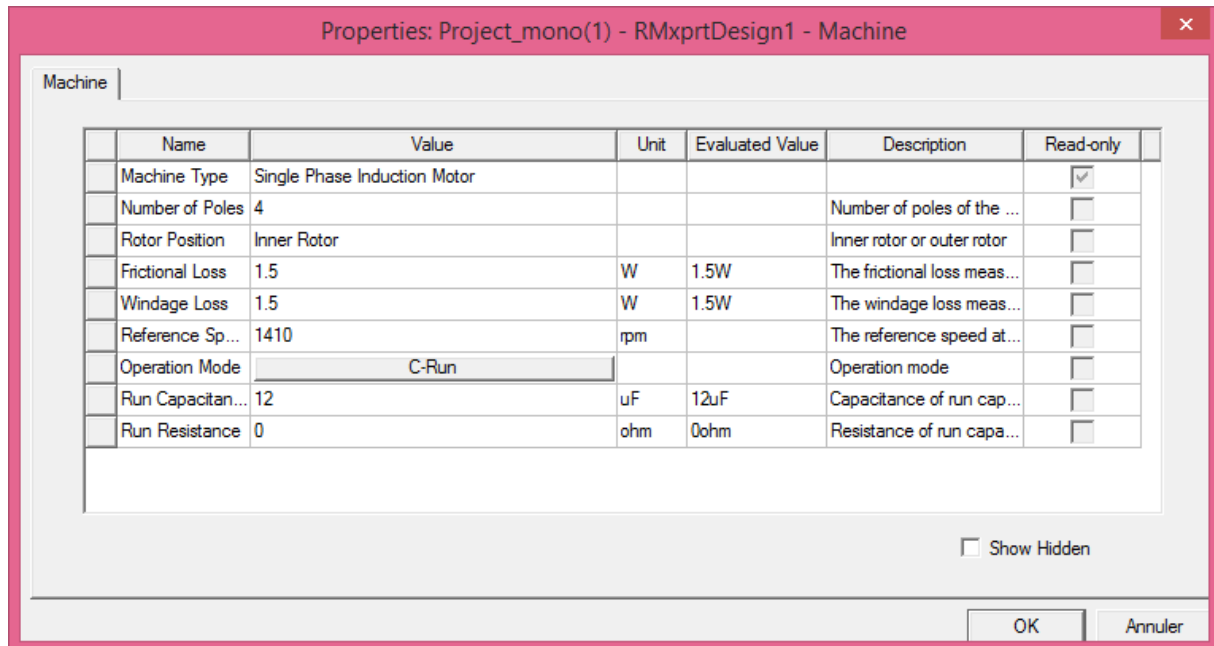 Properties: Project_mono(1) - RMxprtDesign1 - Machine
Machine
Name Value Unit Evaluated Value Description Read-only
Machine Type Single Phase Induction Motor
Number of Poles 4 Number of poles of the ...
Rotor Position Inner Rotor Inner rotor or outer rotor
Frictional Loss 1.5 W 1.5W The frictional loss meas...
Windage Loss 1.5 W 1.5W The windage loss meas...
Reference Sp... 1410 rpm The reference speed at...
Operation Mode C-Run Operation mode
Run Capacitan... 12 uF 12uF Capacitance of run cap...
Run Resistance 0 ohm 0ohm Resistance of run capa...
Show Hidden
OK Annuler